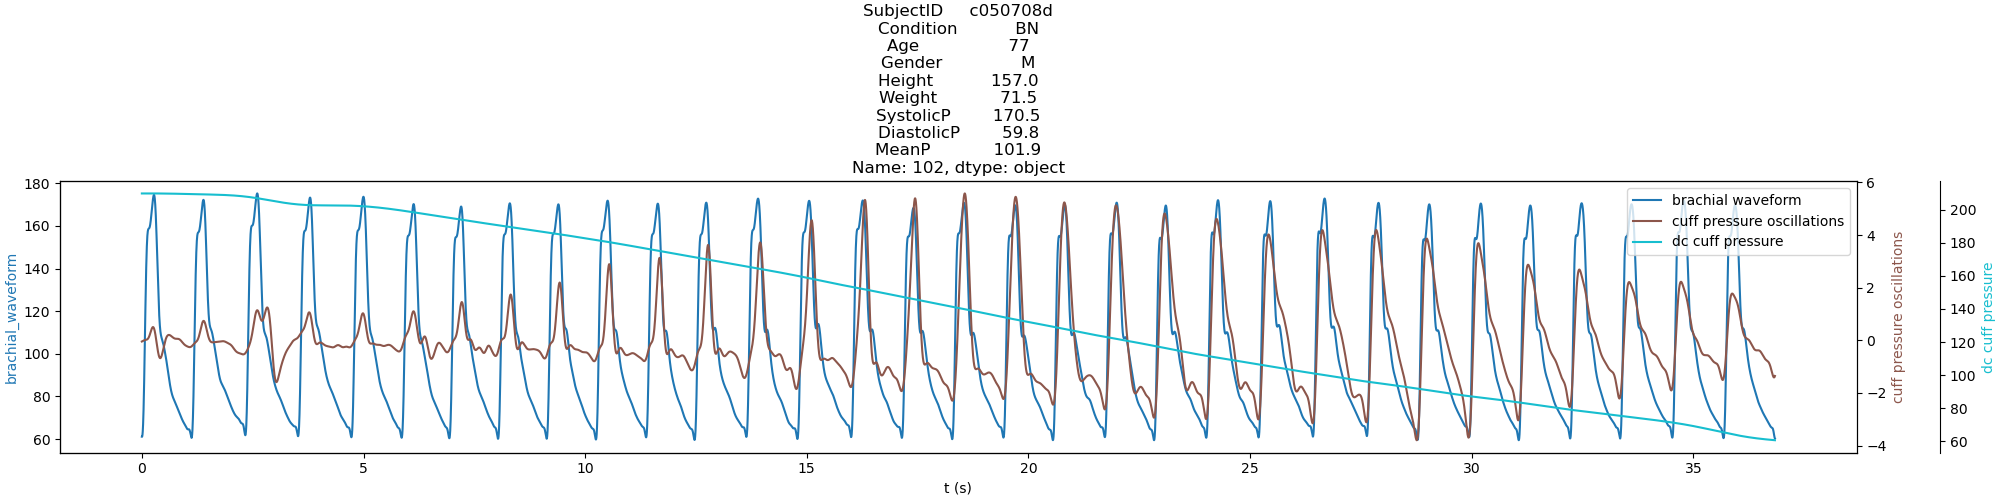 SubjectID c050708d
Condition BN
Age 77
Gender M
Height 157.0
Weight 71.5
SystolicP 170.5
DiastolicP 59.8
MeanP 101.9
Name: 102, dtype: object
brachial_waveform
180
160
140
120
100
80
60
brachial waveform
cuff pressure oscillations
dc cuff pressure
6
4
2
0
−2
−4
cuff pressure oscillations
200
180
160
140
120
100
80
60
dc cuff pressure
0 5 10 15 20 25 30 35
t (s)